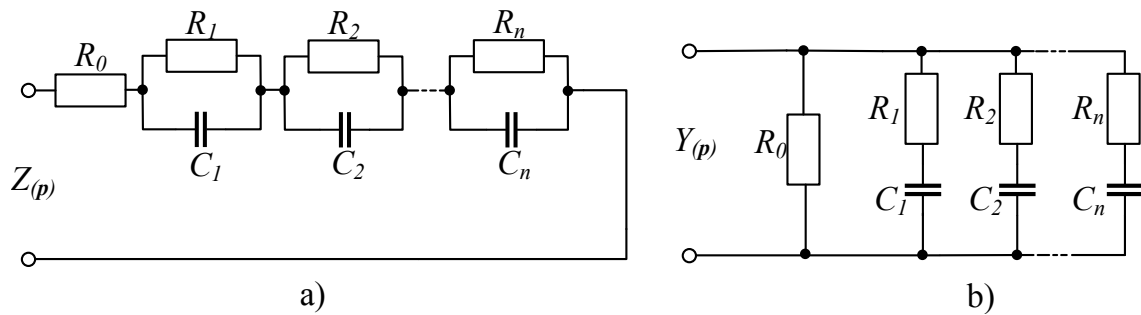 R0 R1 R2 Rn
C1 C2 Cn
Z(p)
a)
Y(p) R0 R1 R2 Rn
C1 C2 Cn
b)